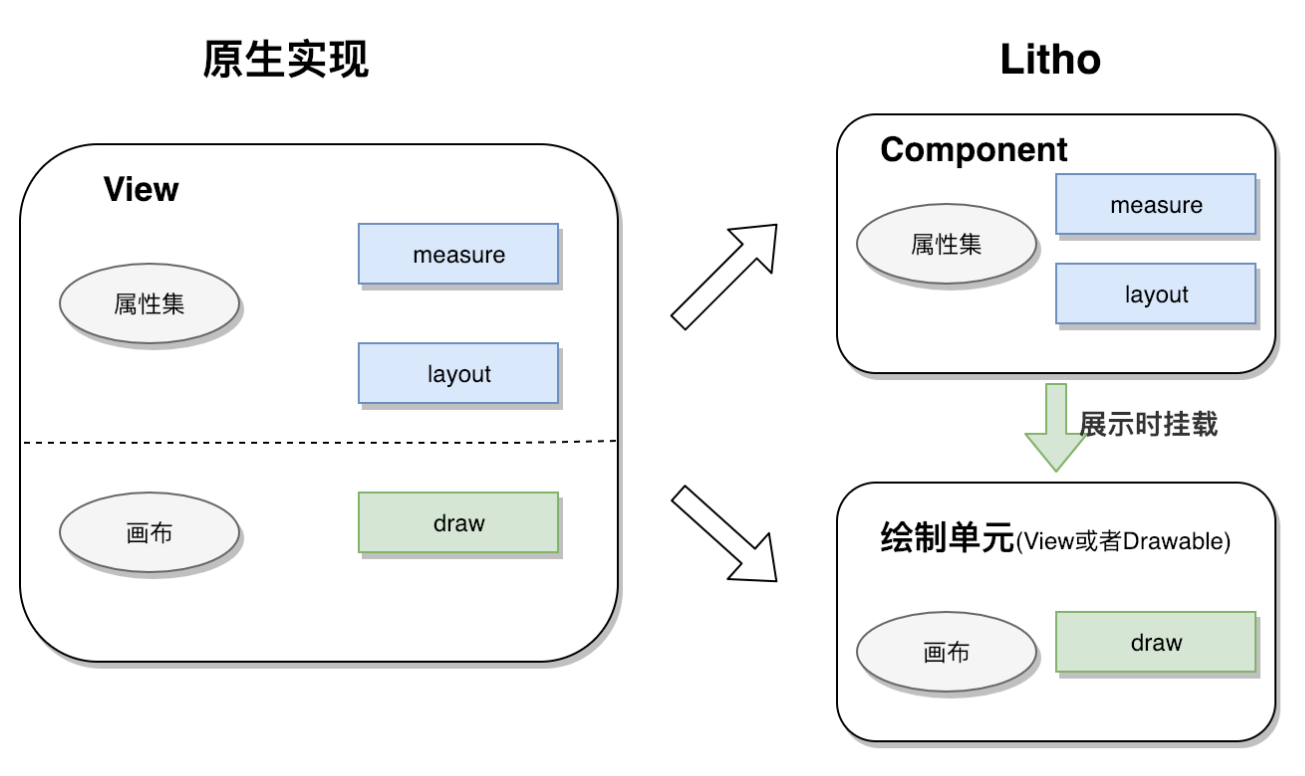 原生实现
View
属性集
measure
layout
画布
draw
Litho
Component
属性集
measure
layout
展示时挂载
绘制单元(View或者Drawable)
画布
draw